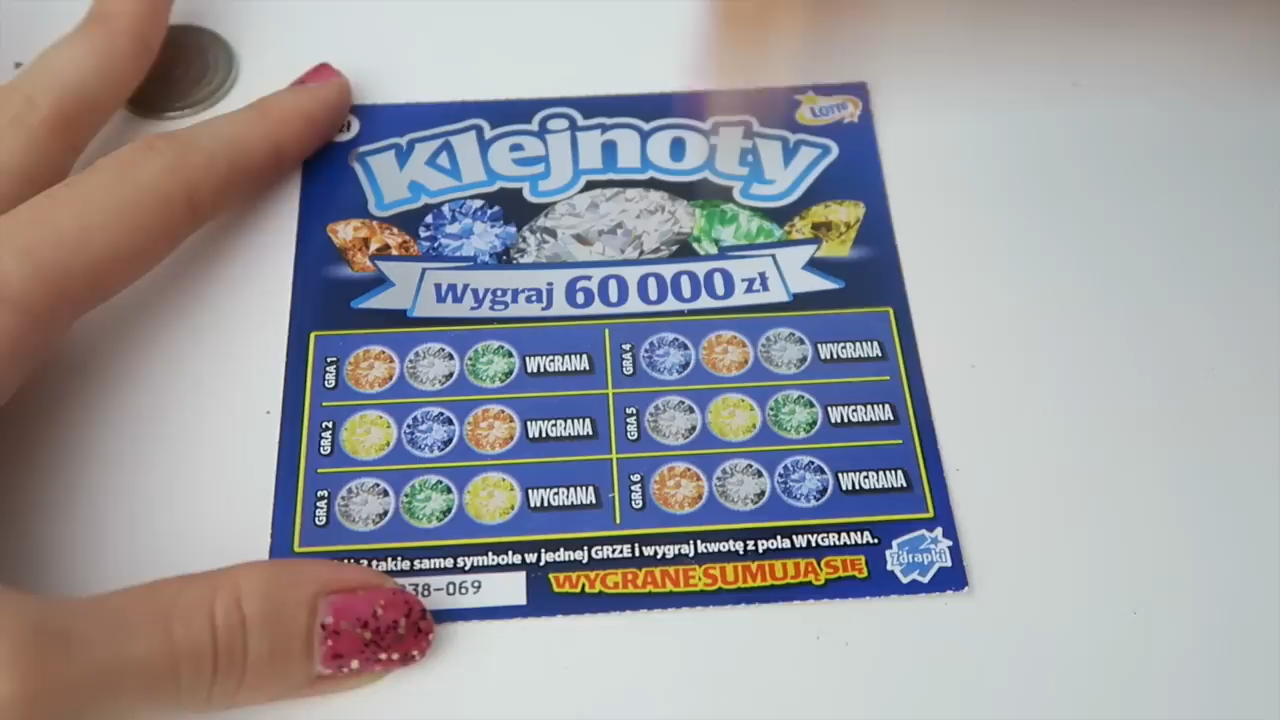 zł
LOTTO
Klejnoty
Wygraj 60 000 zł
GRA 1 WYGRANA
GRA 2 WYGRANA
GRA 3 WYGRANA
GRA 4 WYGRANA
GRA 5 WYGRANA
GRA 6 WYGRANA
3 takie same symbole w jednej GRZE i wygraj kwotę z pola WYGRANA.
38-069
WYGRANE SUMUJĄ SIĘ
Zdrapki